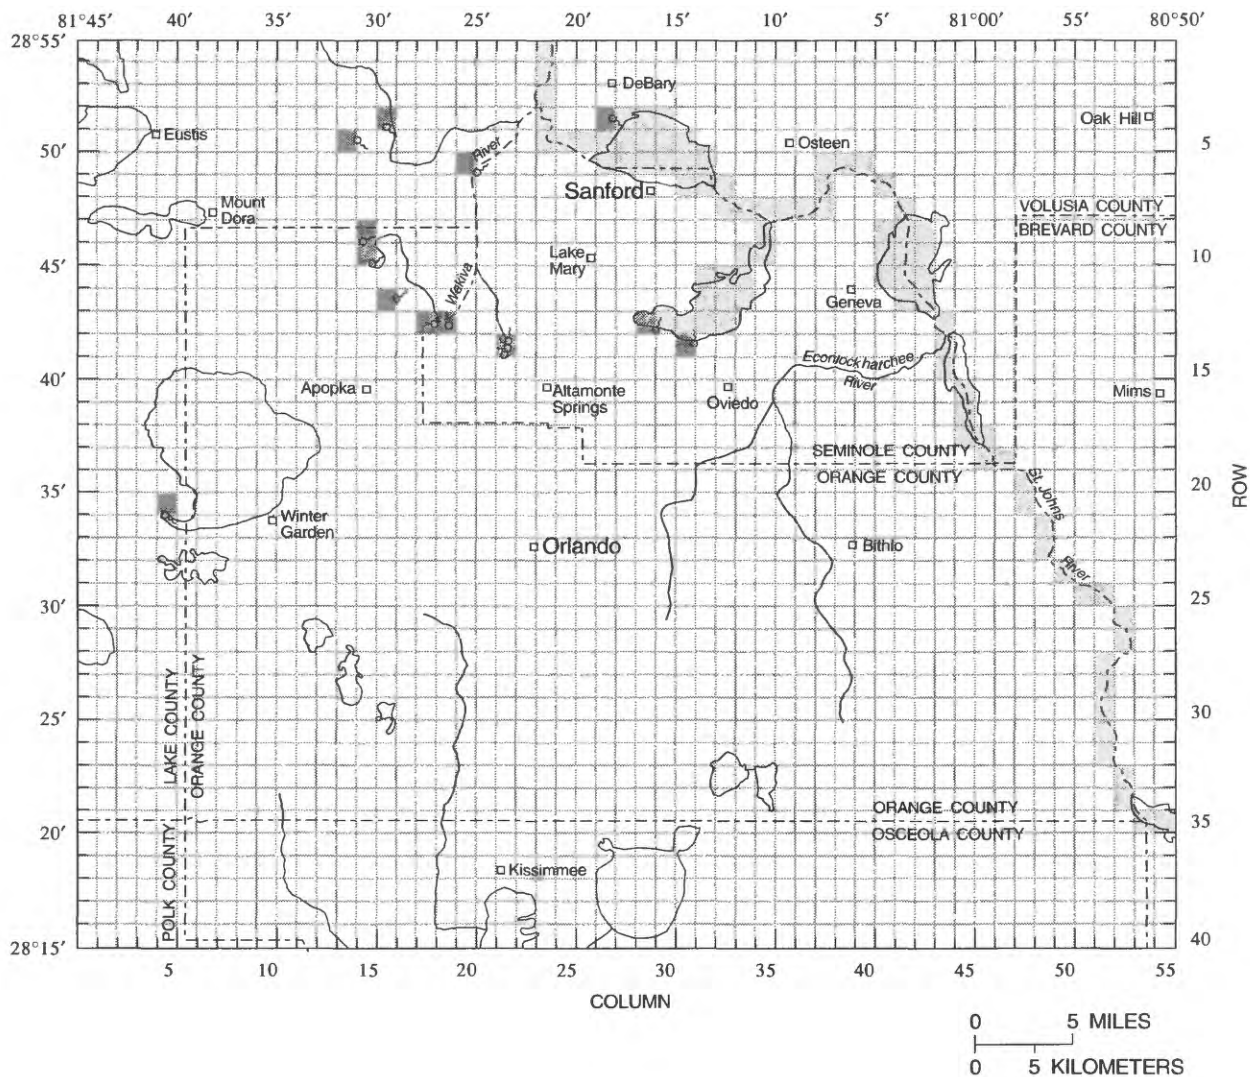 81°45′ 40′ 35′ 30′ 25′ 20′ 15′ 10′ 5′ 81°00′ 55′ 80°50′
28°55′
DeBary
Oak Hill
Eustis
5
50′
River
Osteen
Sanford
Mount
Dora
VOLUSIA COUNTY
BREVARD COUNTY
Lake
Mary
45′
10
Wekiva
Geneva
Econlockhatchee
River
40′
Apopka
Altamonte
Springs
Oviedo
Mims
15
SEMINOLE COUNTY
ORANGE COUNTY
35′
20
ROW
St. Johns
River
Winter
Garden
Orlando
Bithlo
30′
25
LAKE COUNTY
ORANGE COUNTY
25′
30
ORANGE COUNTY
OSCEOLA COUNTY
20′
35
POLK COUNTY
Kissimmee
28°15′
40
5 10 15 20 25 30 35 40 45 50 55
COLUMN
0 5 MILES
0 5 KILOMETERS